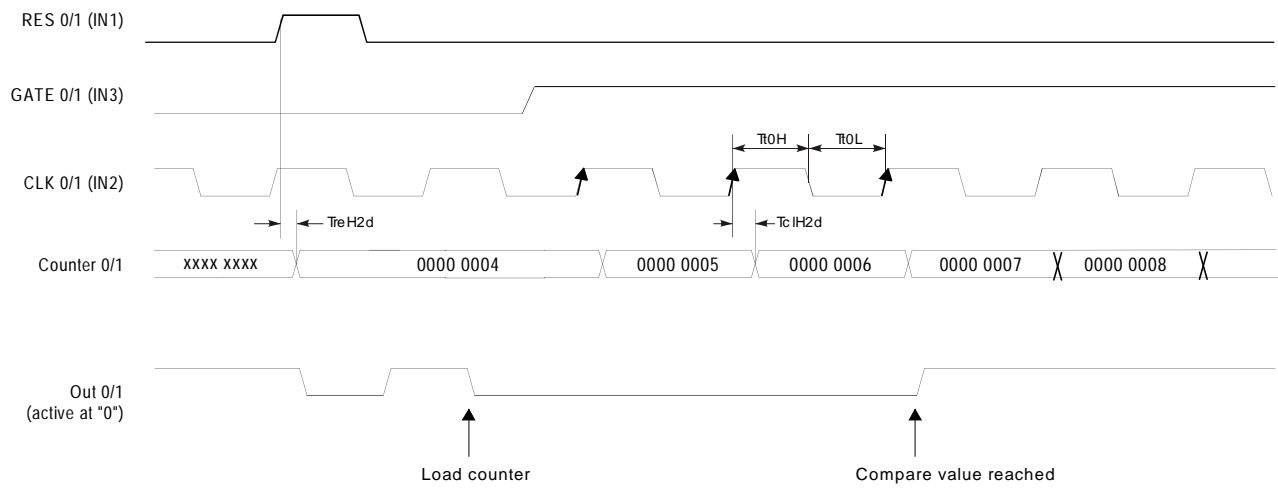 RES 0/1 (IN1)
GATE 0/1 (IN3)
Tt0H
Tt0L
CLK 0/1 (IN2)
TreH2d
TclH2d
Counter 0/1
XXXX XXXX
0000 0004
0000 0005
0000 0006
0000 0007
0000 0008
Out 0/1
(active at "0")
Load counter
Compare value reached